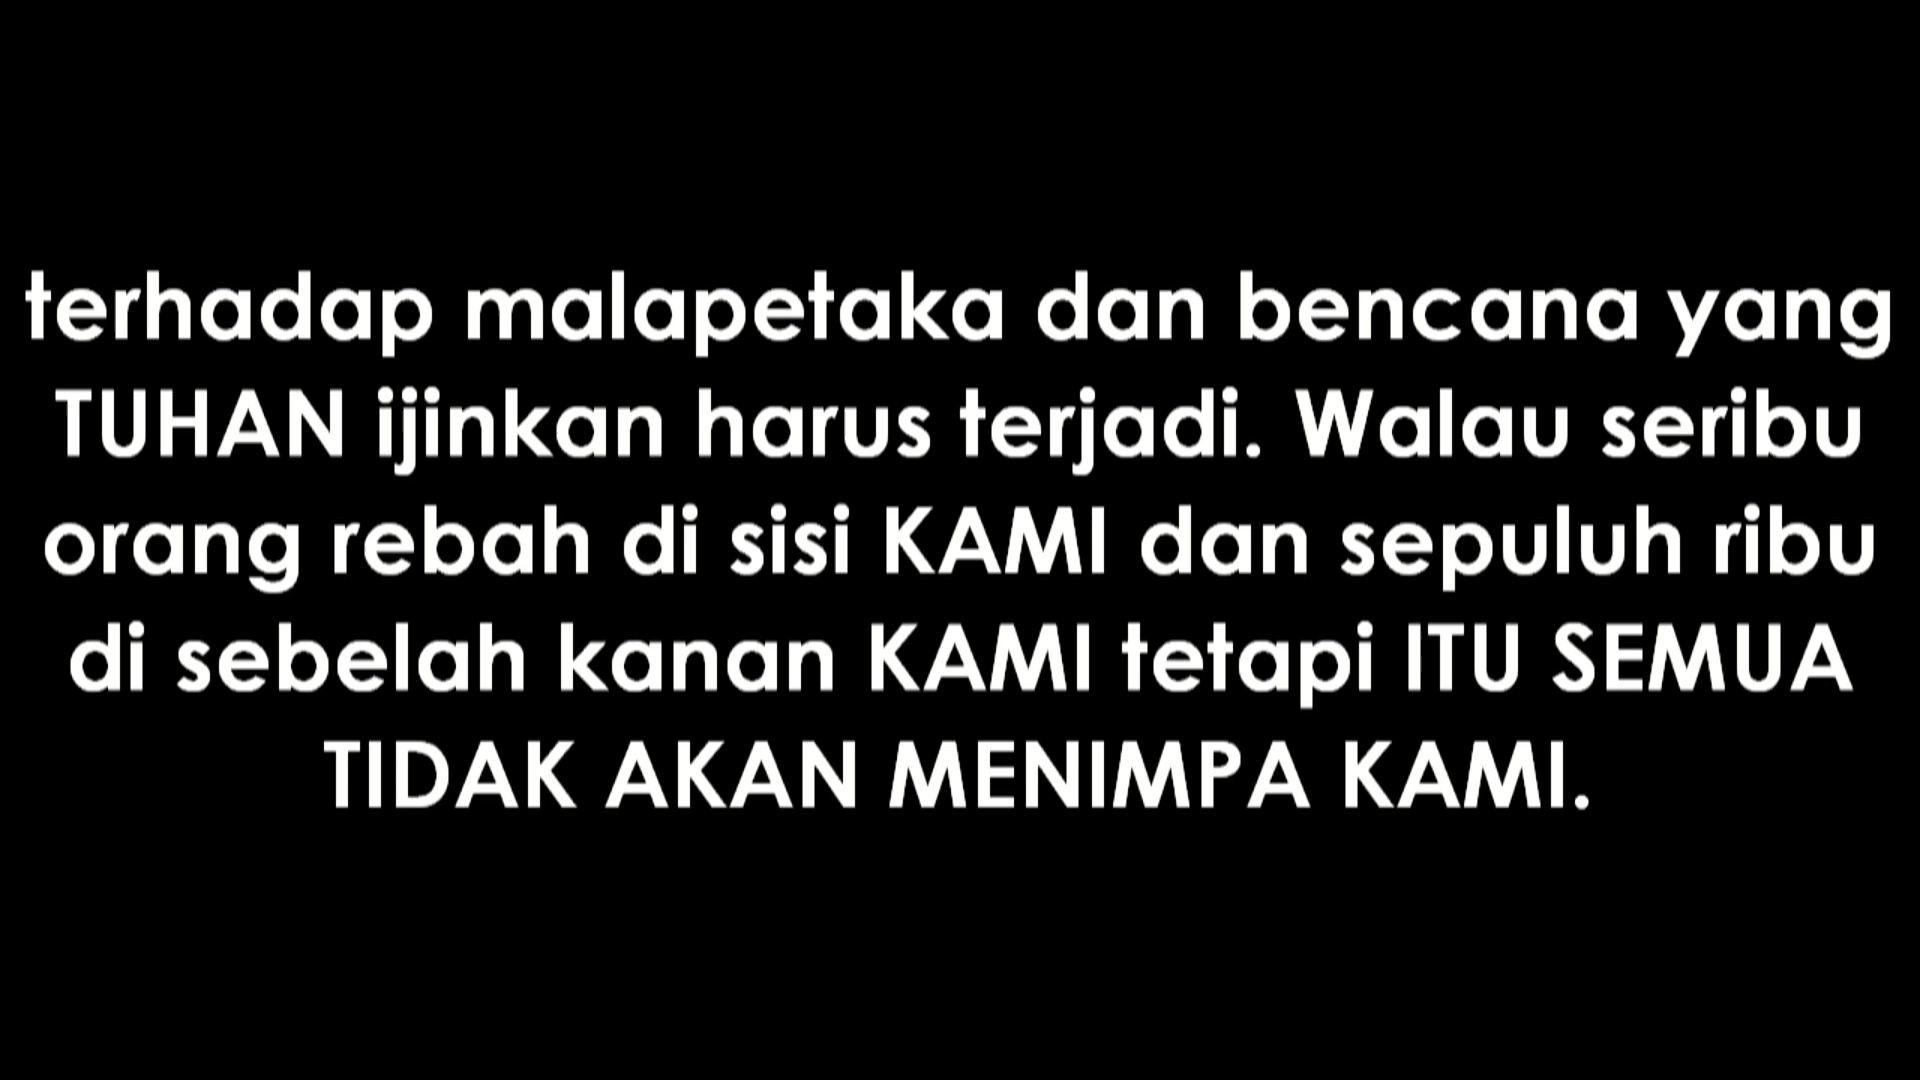 terhadap malapetaka dan bencana yang
TUHAN ijinkan harus terjadi. Walau seribu
orang rebah di sisi KAMI dan sepuluh ribu
di sebelah kanan KAMI tetapi ITU SEMUA
TIDAK AKAN MENIMPA KAMI.